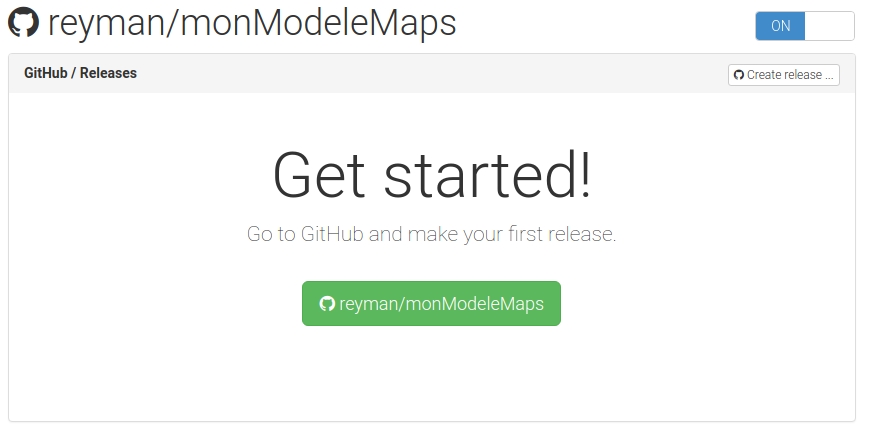 reyman/monModeleMaps
ON
GitHub / Releases
Create release ...
Get started!
Go to GitHub and make your first release.
reyman/monModeleMaps